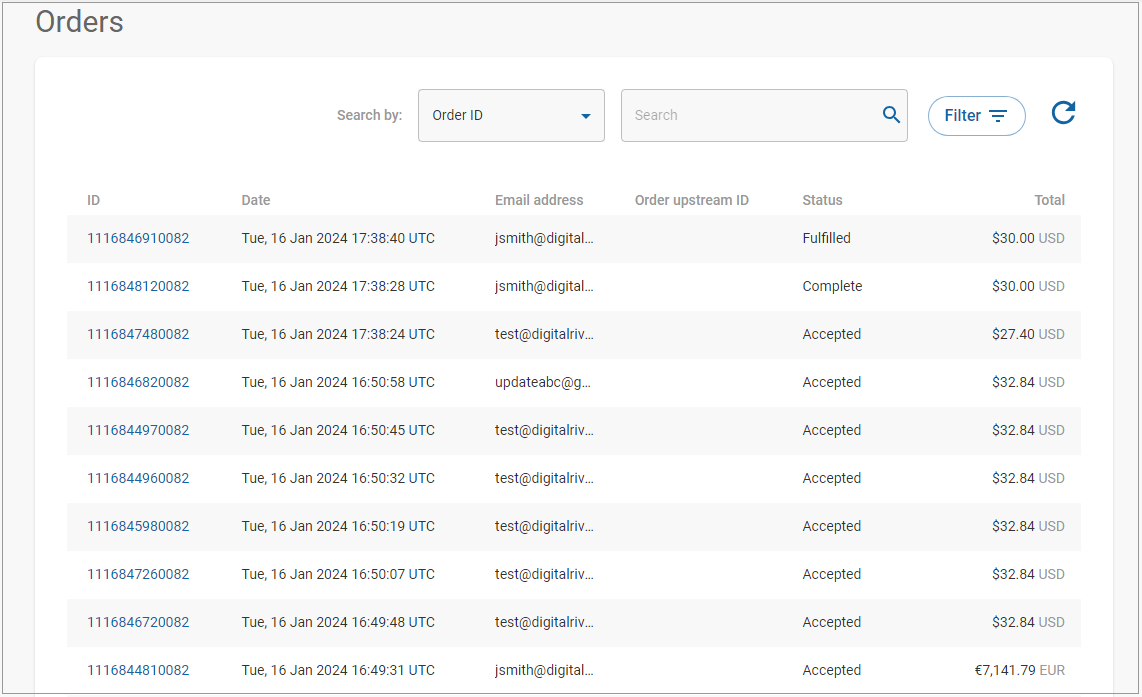 Orders
Search by: Order ID Search Filter
ID Date Email address Order upstream ID Status Total
1116846910082 Tue, 16 Jan 2024 17:38:40 UTC jsmith@digital... Fulfilled $30.00 USD
1116848120082 Tue, 16 Jan 2024 17:38:28 UTC jsmith@digital... Complete $30.00 USD
1116847480082 Tue, 16 Jan 2024 17:38:24 UTC test@digitalriv... Accepted $27.40 USD
1116846820082 Tue, 16 Jan 2024 16:50:58 UTC updateabc@g... Accepted $32.84 USD
1116844970082 Tue, 16 Jan 2024 16:50:45 UTC test@digitalriv... Accepted $32.84 USD
1116844960082 Tue, 16 Jan 2024 16:50:32 UTC test@digitalriv... Accepted $32.84 USD
1116845980082 Tue, 16 Jan 2024 16:50:19 UTC test@digitalriv... Accepted $32.84 USD
1116847260082 Tue, 16 Jan 2024 16:50:07 UTC test@digitalriv... Accepted $32.84 USD
1116846720082 Tue, 16 Jan 2024 16:49:48 UTC test@digitalriv... Accepted $32.84 USD
1116844810082 Tue, 16 Jan 2024 16:49:31 UTC jsmith@digital... Accepted €7,141.79 EUR